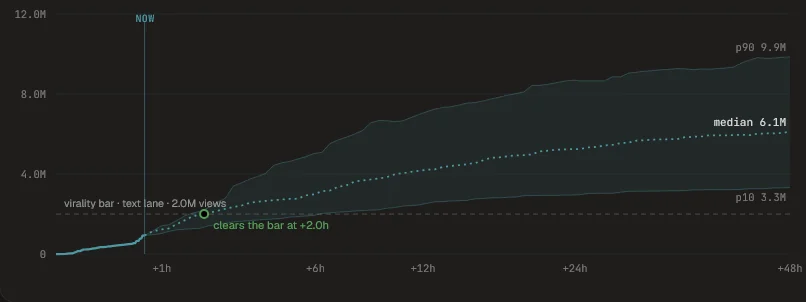 12.0M
NOW
p90 9.9M
8.0M
median 6.1M
4.0M
virality bar · text lane · 2.0M views
p10 3.3M
clears the bar at +2.0h
0
+1h +6h +12h +24h +48h